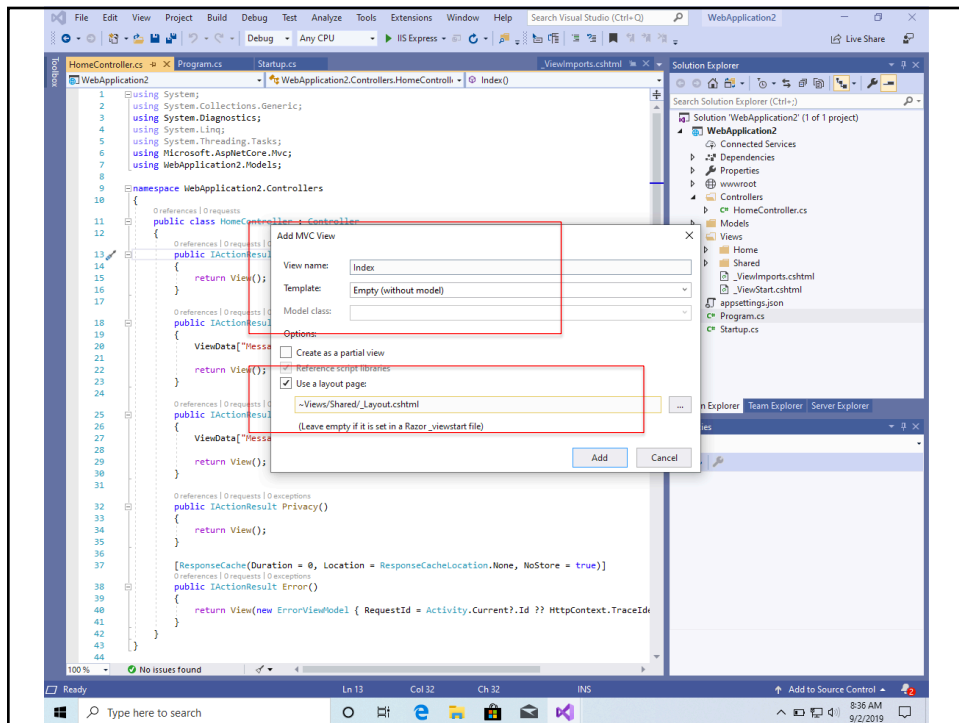 File Edit View Project Build Debug Test Analyze Tools Extensions Window Help Search Visual Studio (Ctrl+Q) WebApplication2
Debug Any CPU IIS Express Live Share
Toolbox
HomeController.cs Program.cs Startup.cs _ViewImports.cshtml
WebApplication2 WebApplication2.Controllers.HomeControlle Index()
1 using System;
2 using System.Collections.Generic;
3 using System.Diagnostics;
4 using System.Linq;
5 using System.Threading.Tasks;
6 using Microsoft.AspNetCore.Mvc;
7 using WebApplication2.Models;
8
9 namespace WebApplication2.Controllers
10 {
0 references | 0 requests
11 public class HomeController : Controller
12 {
0 references | 0 requests | 0
13 public IActionResul
14 {
15 return View();
16 }
17
0 references | 0 requests | 0
18 public IActionResul
19 {
20 ViewData["Messa
21
22 return View();
23 }
24
0 references | 0 requests | 0
25 public IActionResul
26 {
27 ViewData["Messa
28
29 return View();
30 }
31
0 references | 0 requests | 0 exceptions
32 public IActionResult Privacy()
33 {
34 return View();
35 }
36
37 [ResponseCache(Duration = 0, Location = ResponseCacheLocation.None, NoStore = true)]
0 references | 0 requests | 0 exceptions
38 public IActionResult Error()
39 {
40 return View(new ErrorViewModel { RequestId = Activity.Current?.Id ?? HttpContext.TraceIde
41 }
42 }
43 }
44
100 % No issues found
Add MVC View
View name: Index
Template: Empty (without model)
Model class:
Options:
Create as a partial view
Reference script libraries
Use a layout page:
~Views/Shared/_Layout.cshtml ...
(Leave empty if it is set in a Razor _viewstart file)
Add Cancel
Solution Explorer
Search Solution Explorer (Ctrl+;)
Solution 'WebApplication2' (1 of 1 project)
WebApplication2
Connected Services
Dependencies
Properties
wwwroot
Controllers
C# HomeController.cs
Models
Views
Home
Shared
_ViewImports.cshtml
_ViewStart.cshtml
appsettings.json
C# Program.cs
C# Startup.cs
n Explorer Team Explorer Server Explorer
ies
Ready Ln 13 Col 32 Ch 32 INS Add to Source Control 2
Type here to search 8:36 AM
9/2/2019